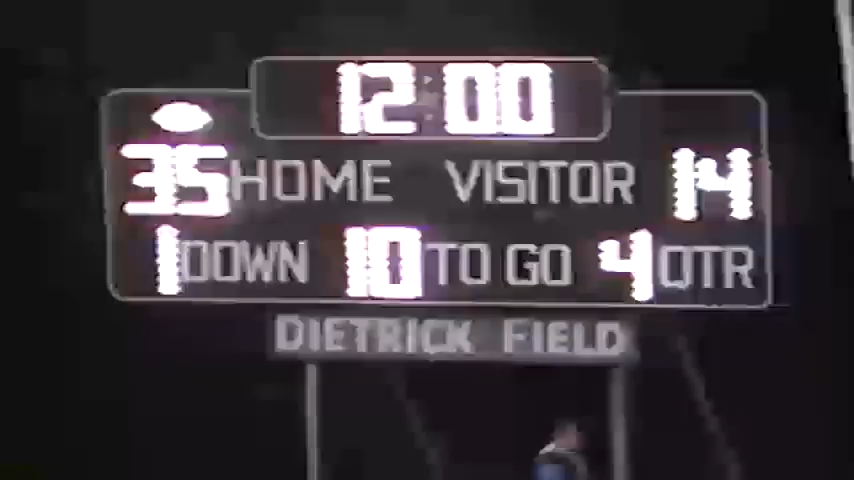 12:00
35 HOME VISITOR 14
1 DOWN 10 TO GO 4 QTR
DIETRICK FIELD